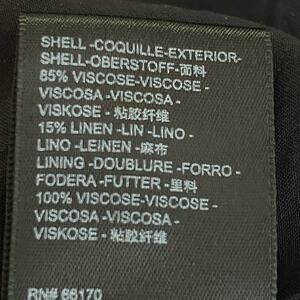 SHELL -COQUILLE-EXTERIOR-
SHELL-OBERSTOFF-面料
85% VISCOSE-VISCOSE -
VISCOSA -VISCOSA -
VISKOSE - 粘胶纤维
15% LINEN -LIN -LINO -
LINO -LEINEN -麻布
LINING -DOUBLURE -FORRO -
FODERA-FUTTER -里料
100% VISCOSE-VISCOSE -
VISCOSA -VISCOSA -
VISKOSE - 粘胶纤维
RN# 66170